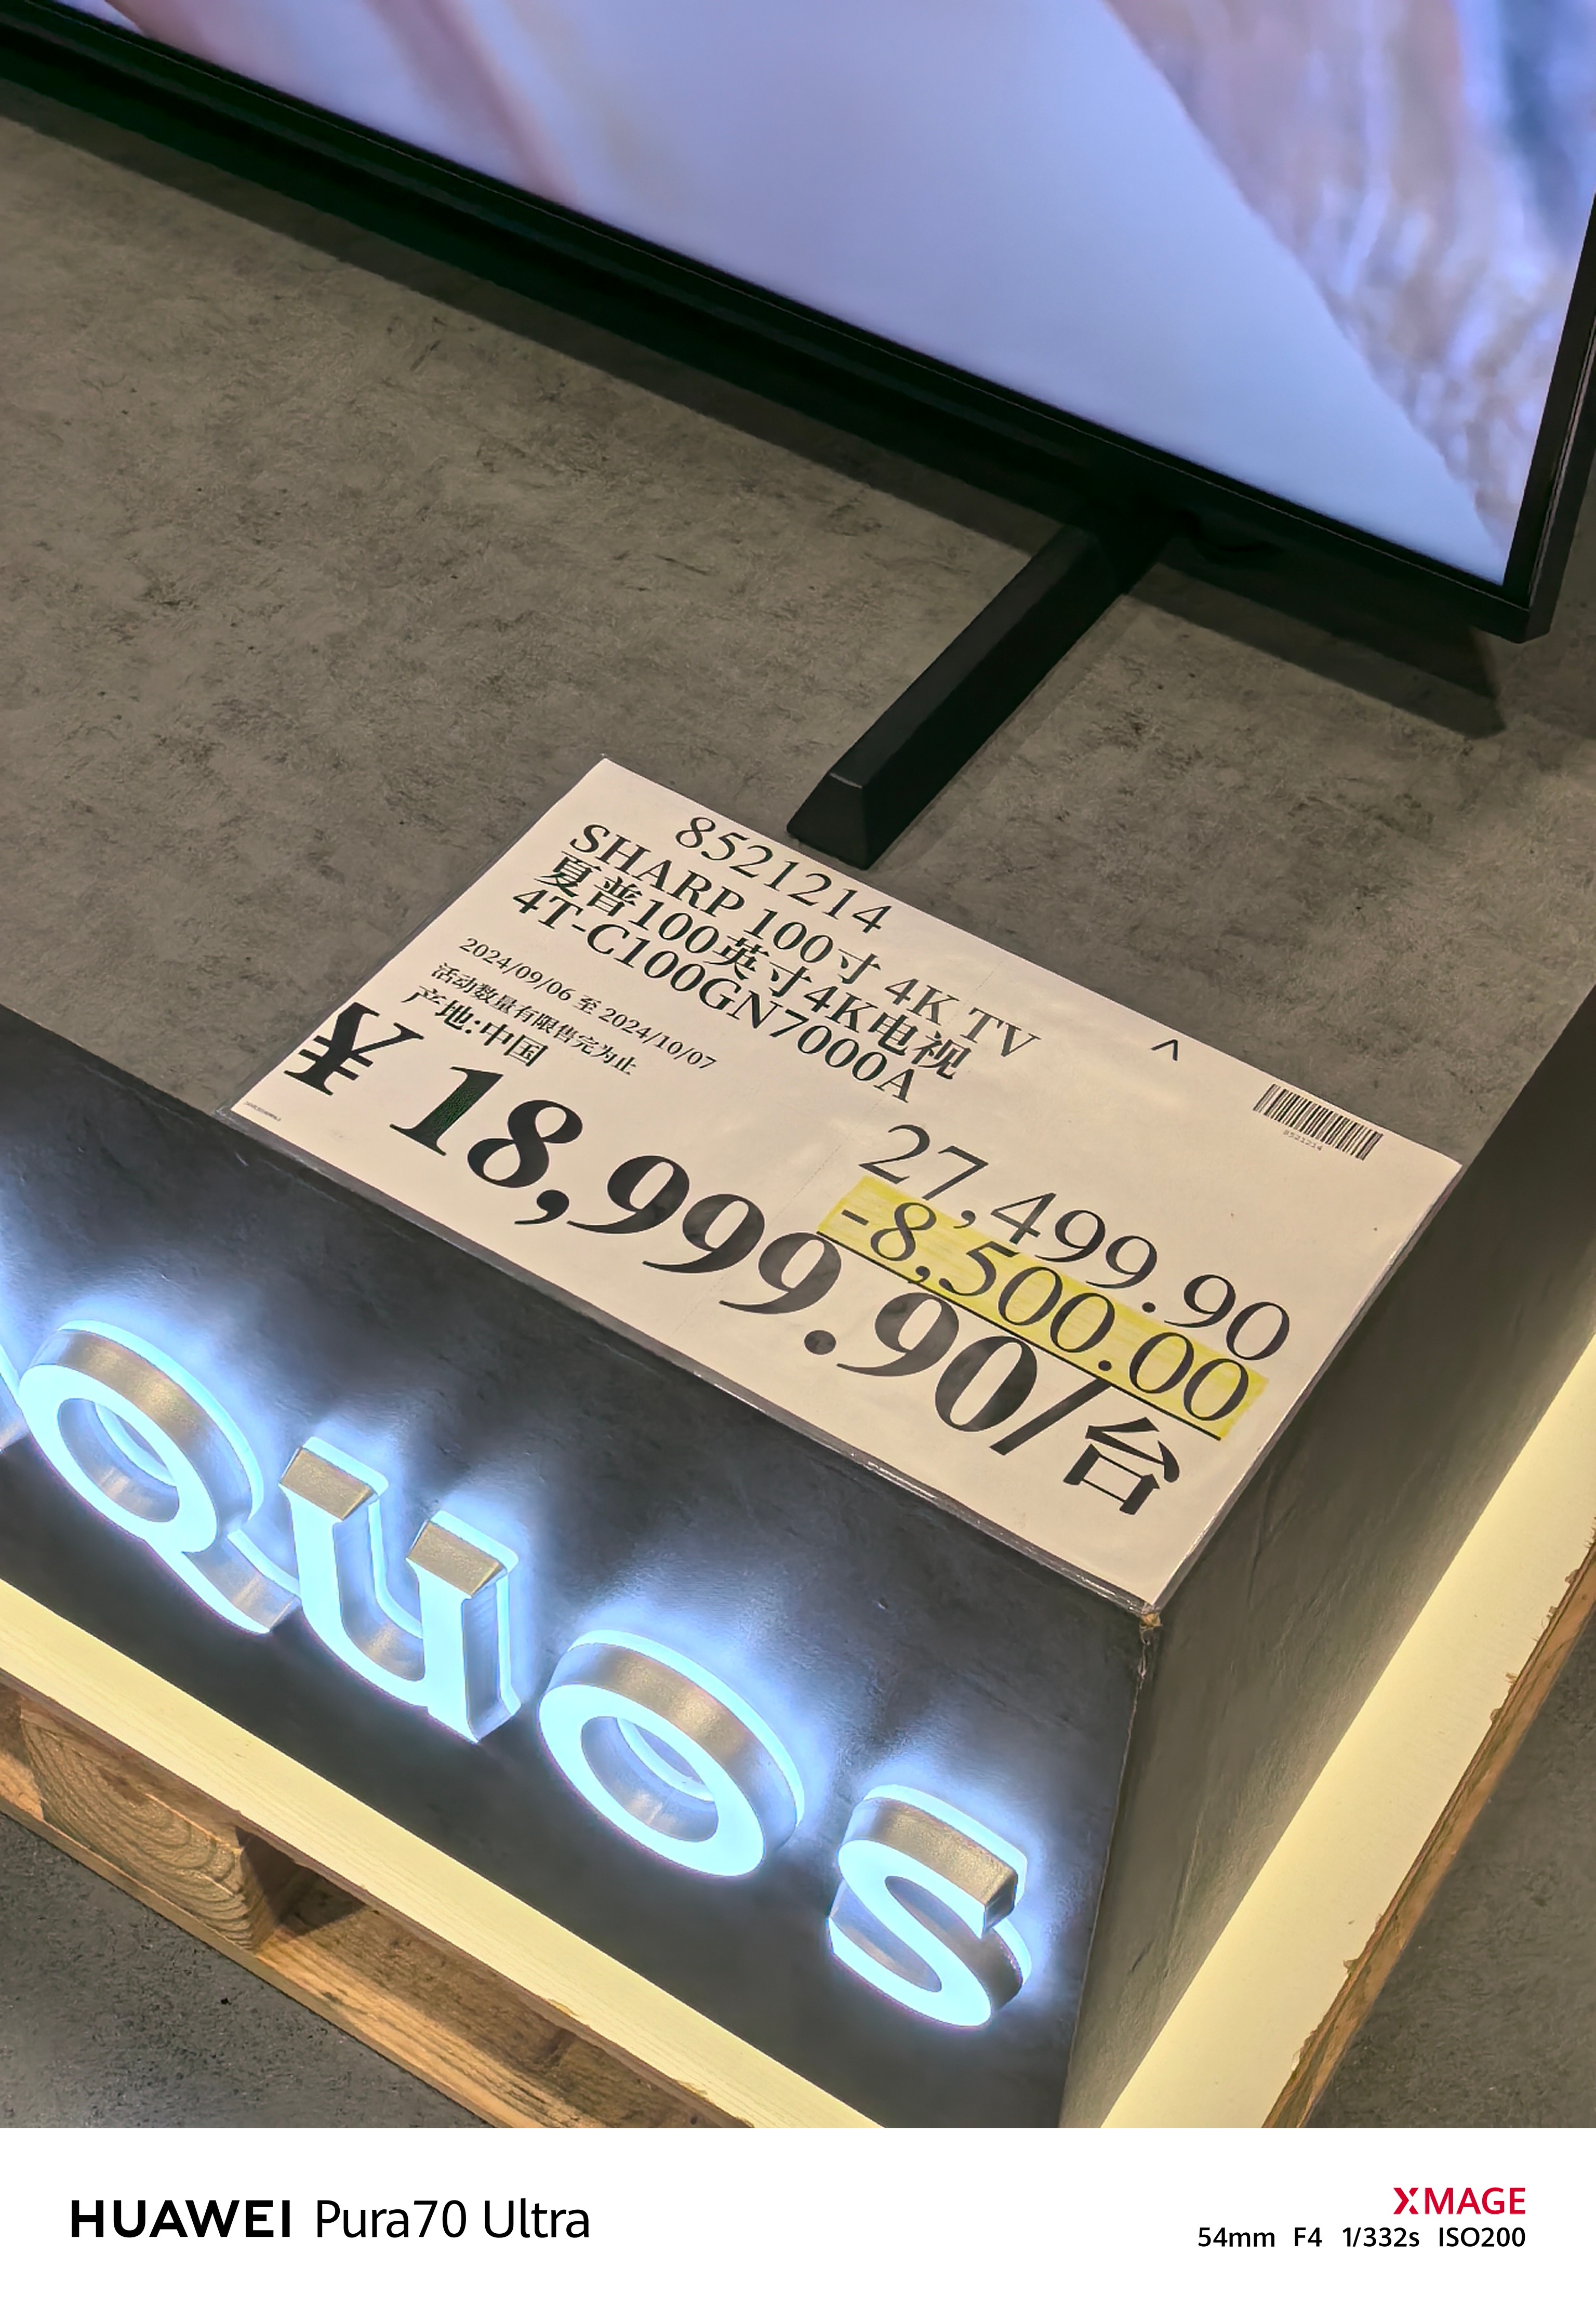 8521214
SHARP 100寸 4K TV
夏普100英寸4K电视
4T-C100GN7000A
^
2024/09/06 至 2024/10/07
活动数量有限售完为止
产地:中国
8521214
27,499.90
-8,500.00
¥ 18,999.90/台
QUOS
HUAWEI Pura70 Ultra
XMAGE
54mm F4 1/332s ISO200